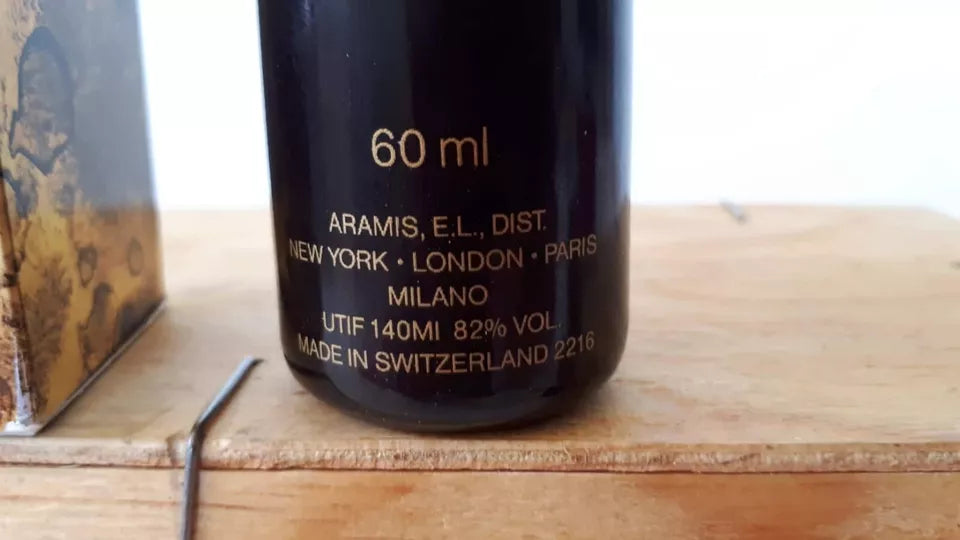 60 ml
ARAMIS, E.L., DIST.
NEW YORK • LONDON • PARIS
MILANO
UTIF 140MI 82% VOL.
MADE IN SWITZERLAND 2216